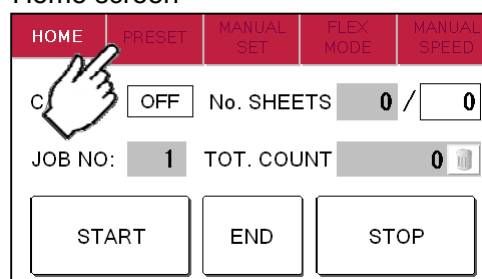 Home screen
HOME PRESET MANUAL SET FLEX MODE MANUAL SPEED
OFF No. SHEETS 0 / 0
JOB NO: 1 TOT. COUNT 0
START END STOP